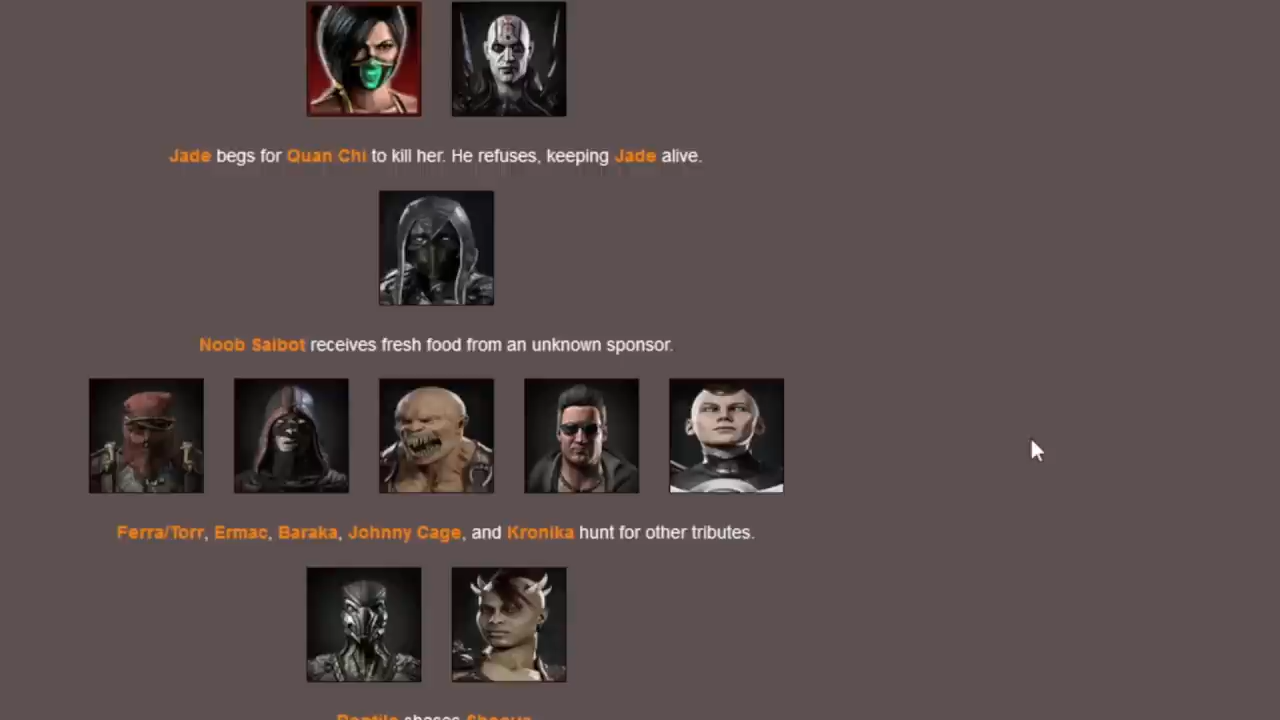 Jade begs for Quan Chi to kill her. He refuses, keeping Jade alive.
Noob Saibot receives fresh food from an unknown sponsor.
Ferra/Torr, Ermac, Baraka, Johnny Cage, and Kronika hunt for other tributes.